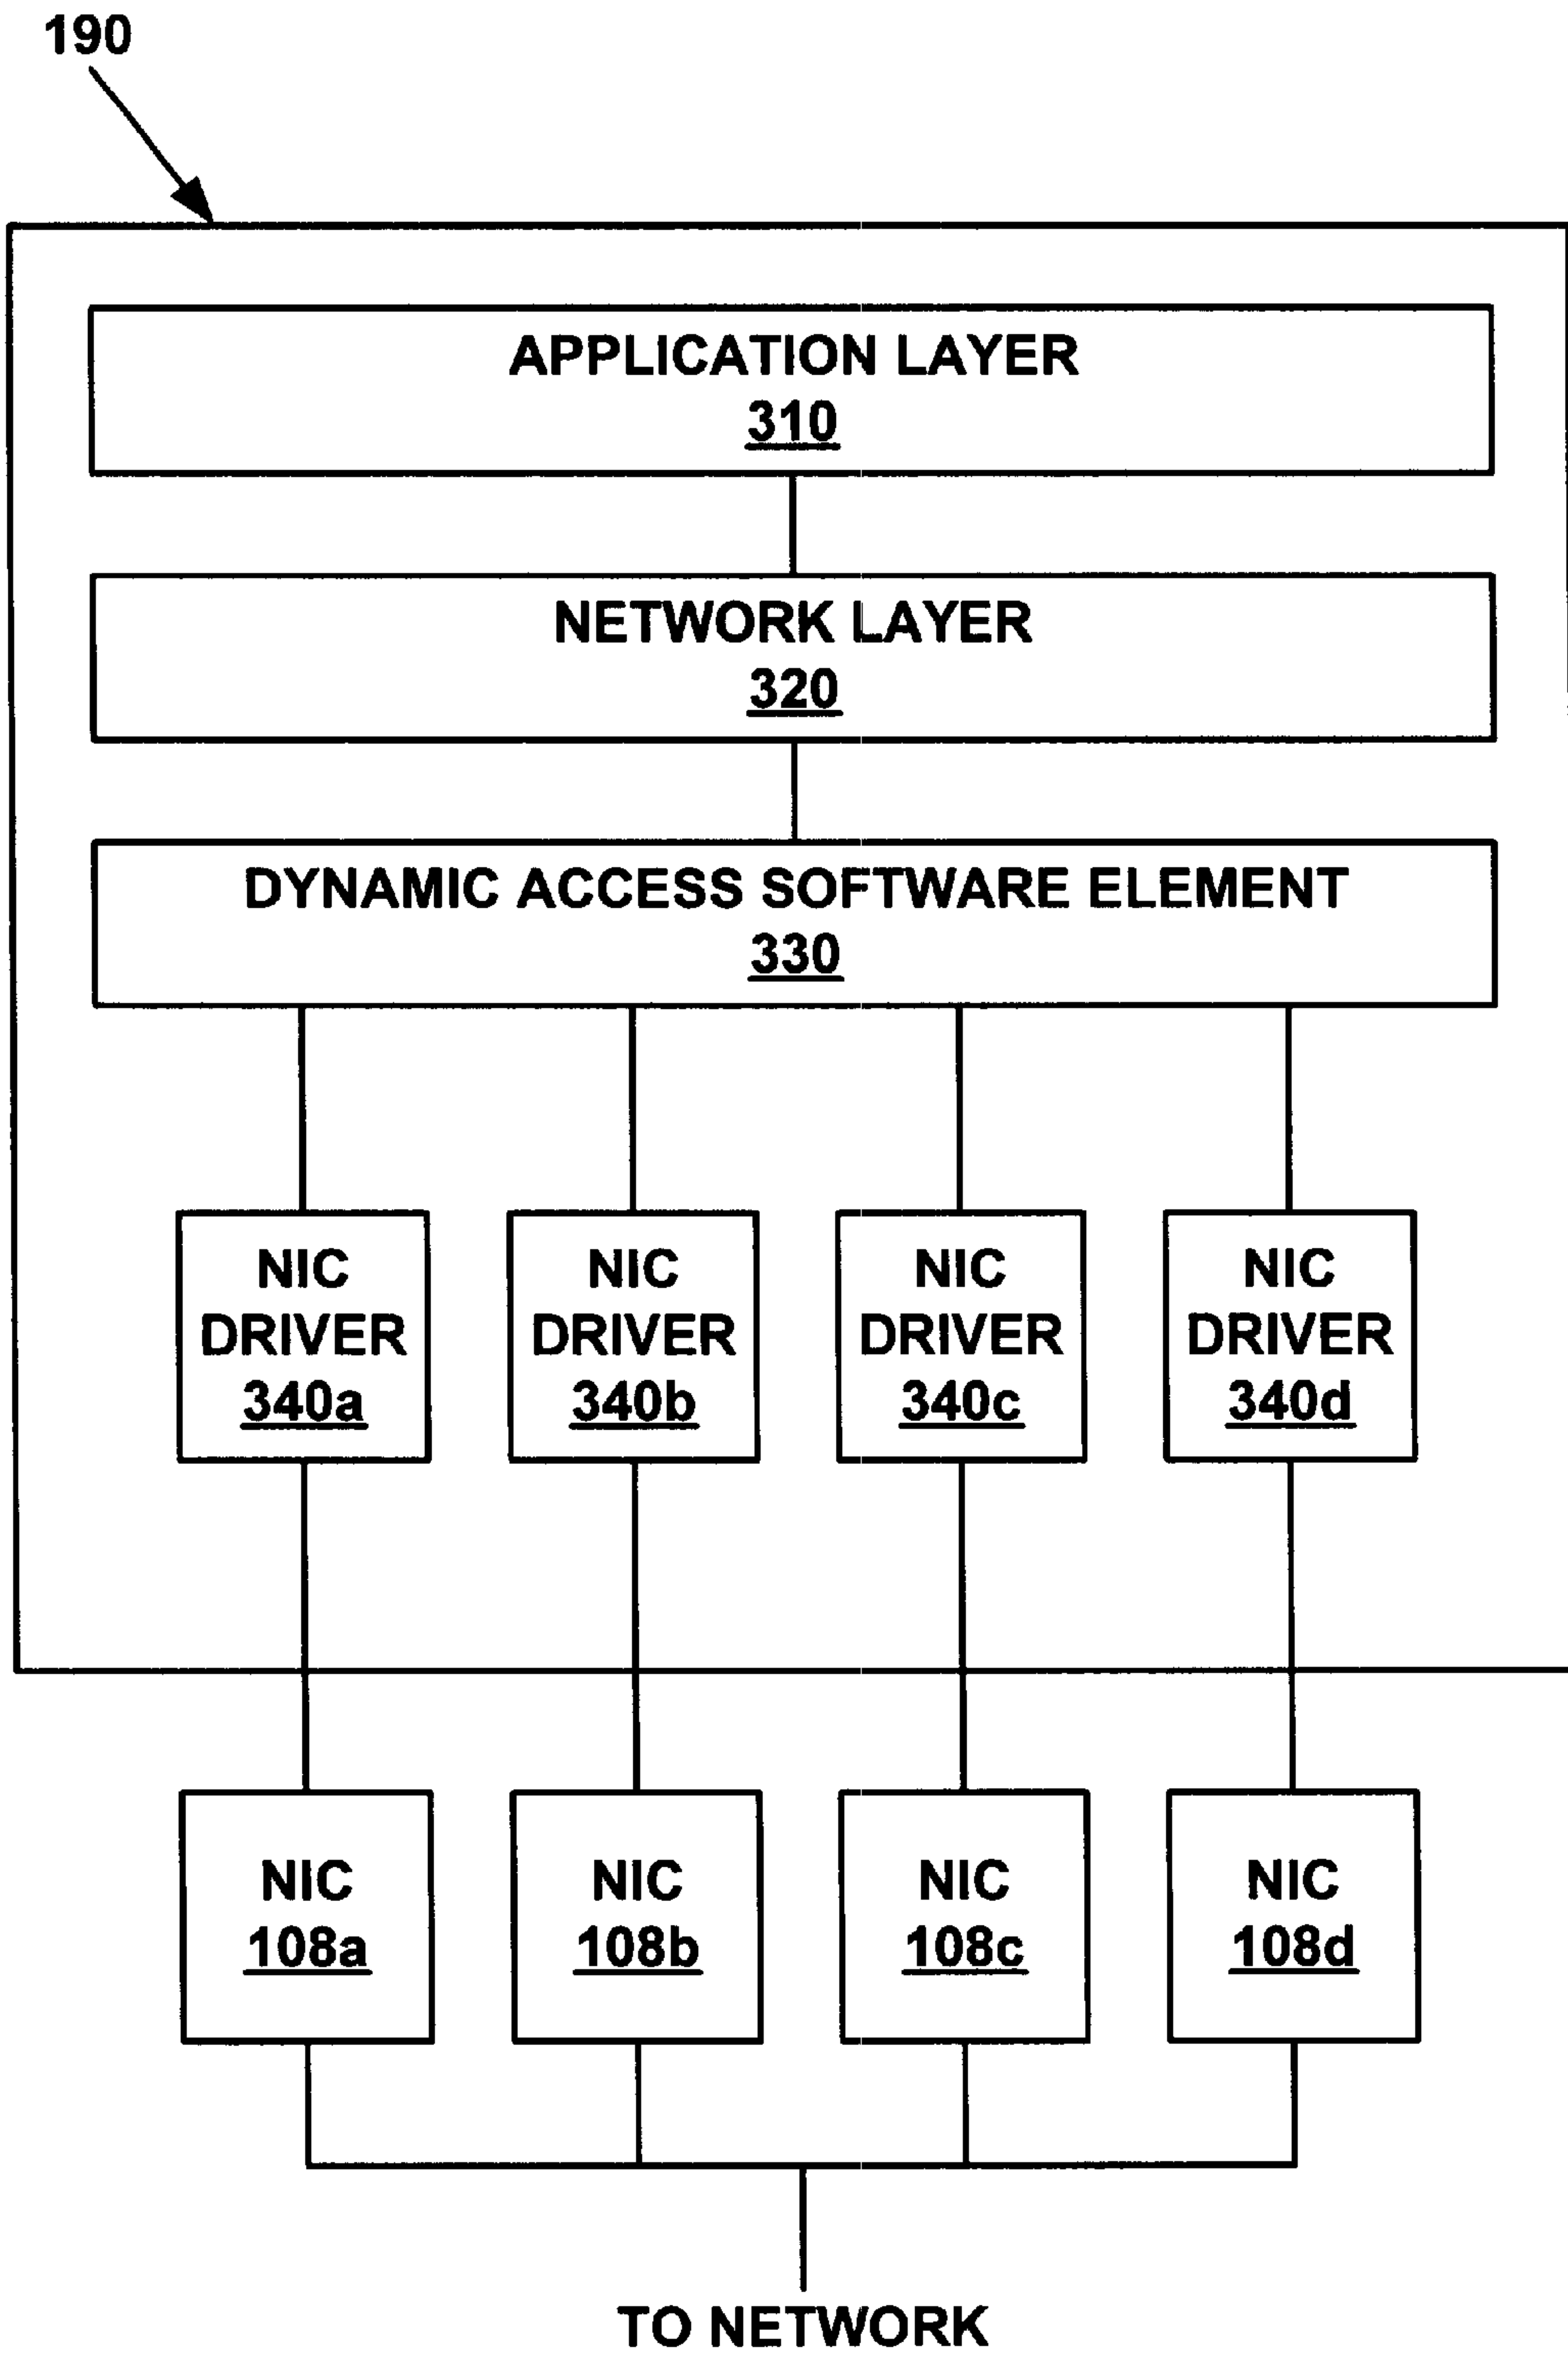 190
APPLICATION LAYER
310
NETWORK LAYER
320
DYNAMIC ACCESS SOFTWARE ELEMENT
330
NIC
DRIVER
340a
NIC
DRIVER
340b
NIC
DRIVER
340c
NIC
DRIVER
340d
NIC
108a
NIC
108b
NIC
108c
NIC
108d
TO NETWORK